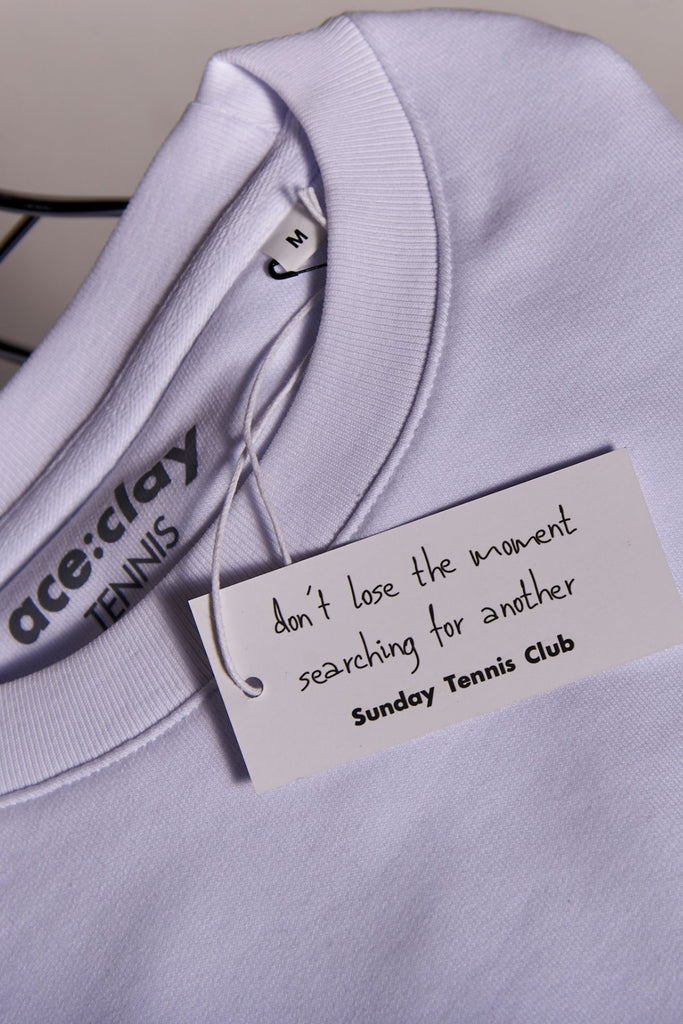 M
ace:clay
TENNIS
don't lose the moment
searching for another
Sunday Tennis Club